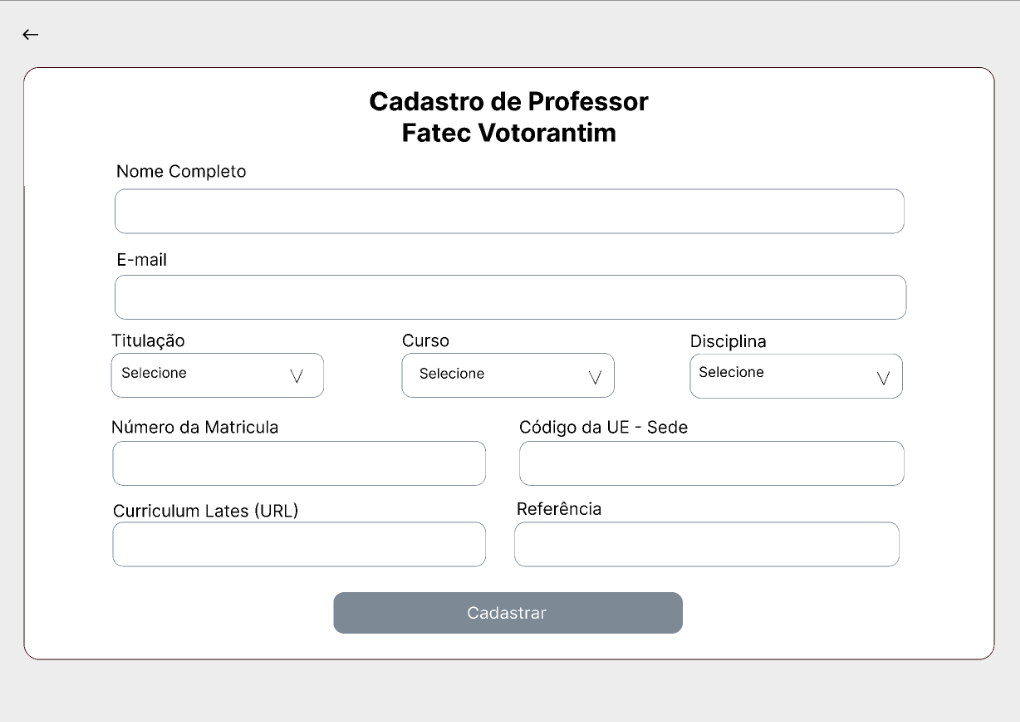 ←
Cadastro de Professor
Fatec Votorantim
Nome Completo
E-mail
Titulação Curso Disciplina
Selecione V Selecione V Selecione V
Número da Matricula Código da UE - Sede
Curriculum Lates (URL) Referência
Cadastrar